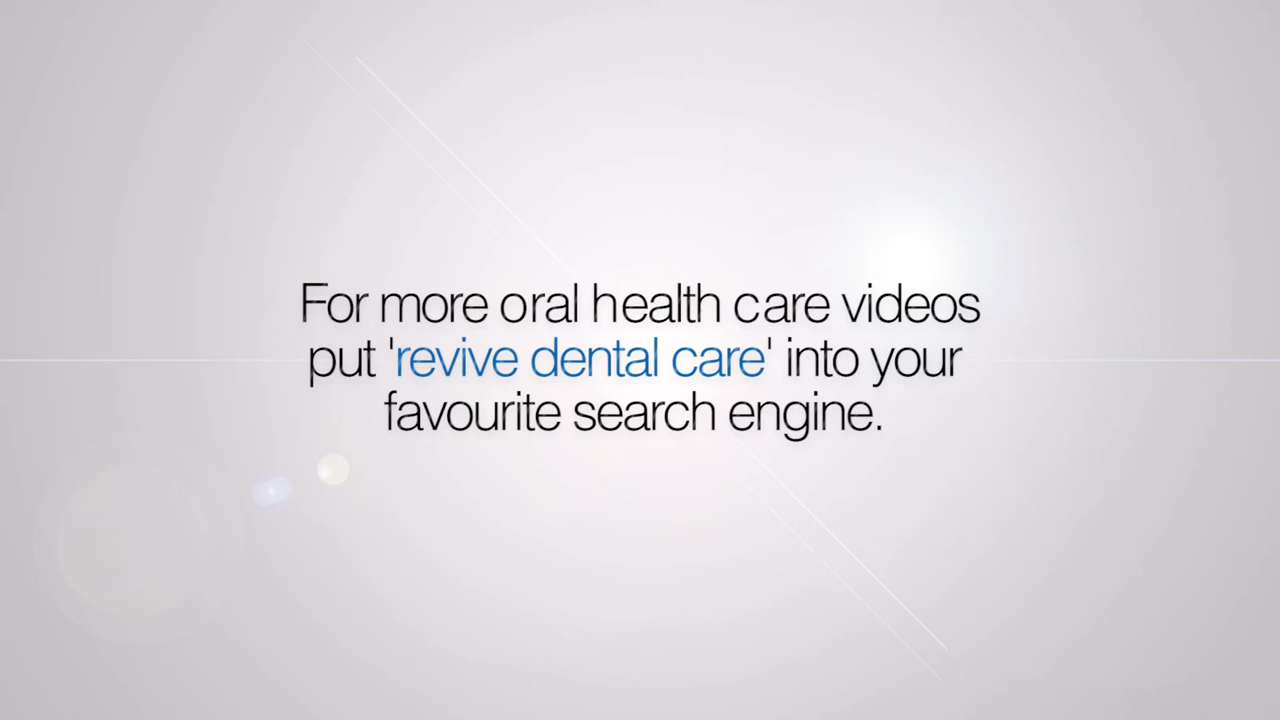 For more oral health care videos
put 'revive dental care' into your
favourite search engine.